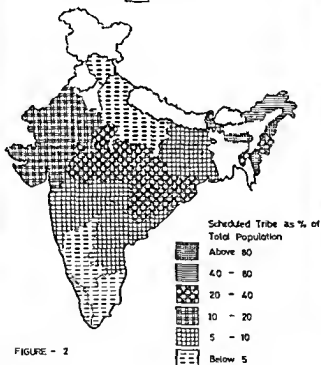 Scheduled Tribe as % of
Total Population
Above 80
40 - 80
20 - 40
10 - 20
5 - 10
Below 5
FIGURE - 2